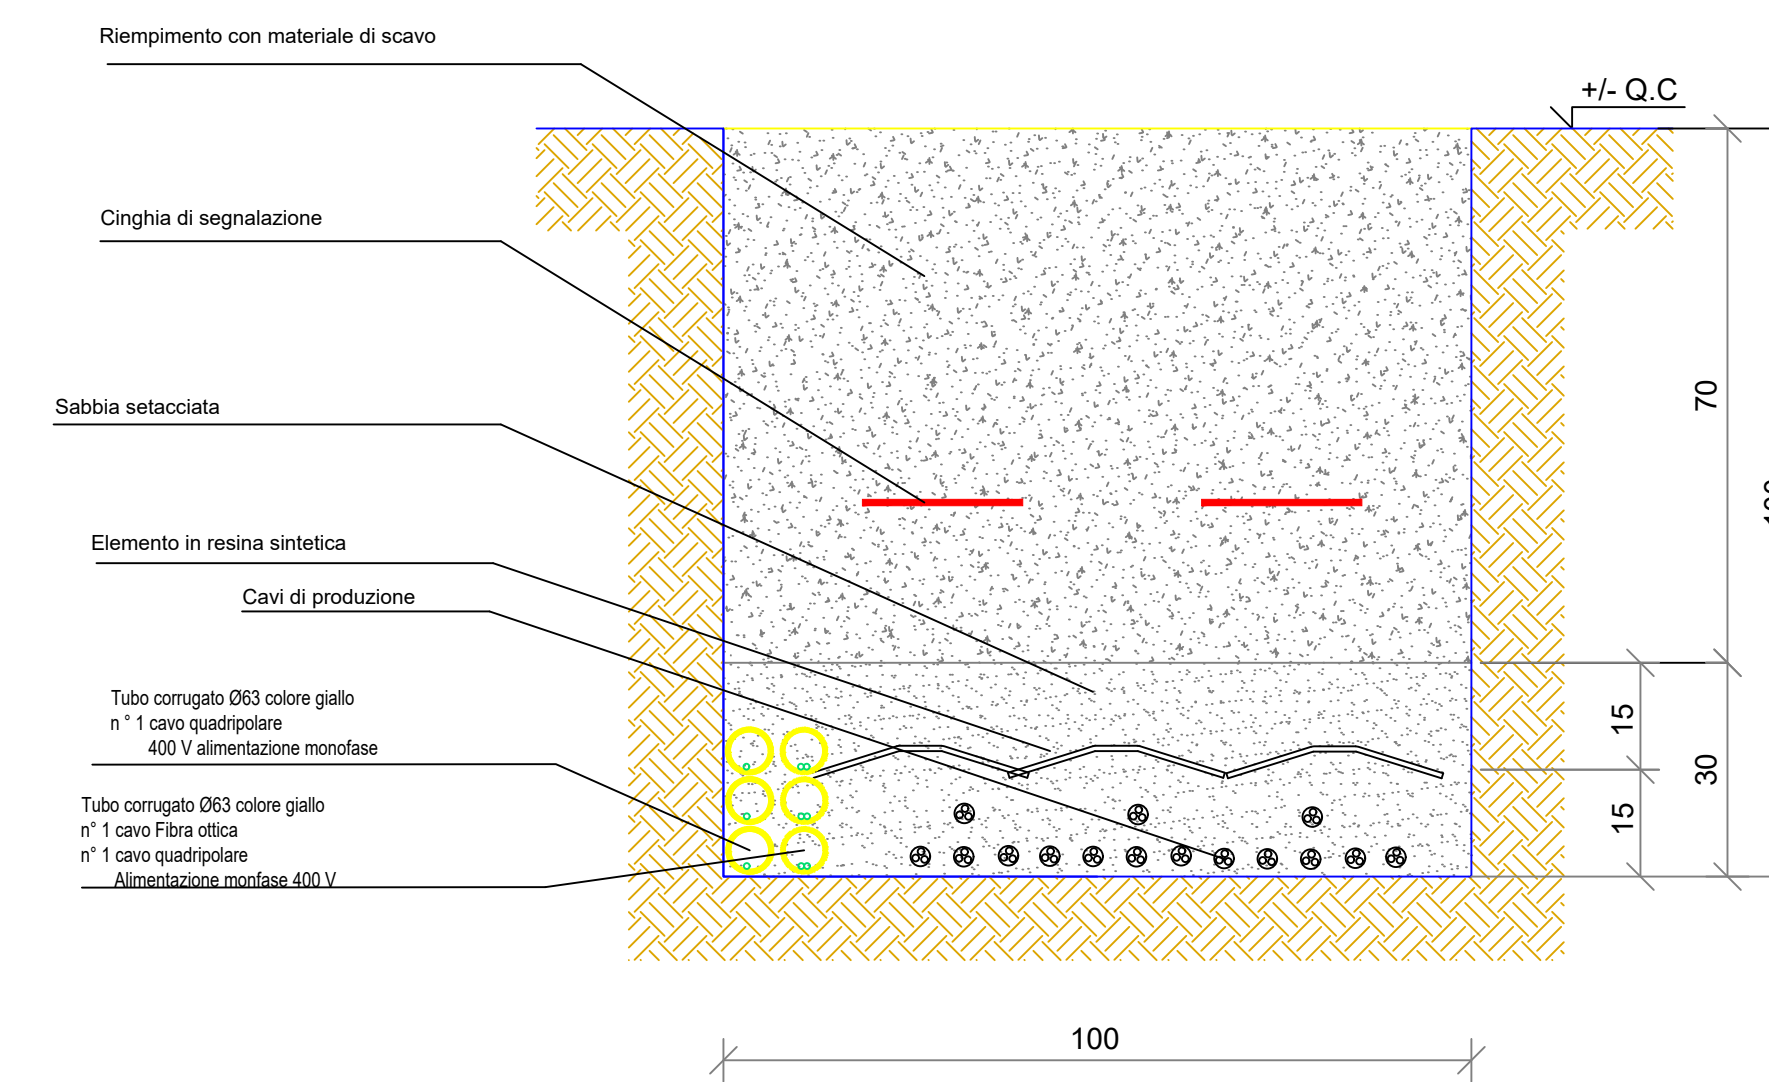 Riempimento con materiale di scavo
+/- Q.C
Cinghia di segnalazione
Sabbia setacciata
70
Elemento in resina sintetica
Cavi di produzione
Tubo corrugato Ø63 colore giallo
n ° 1 cavo quadripolare
400 V alimentazione monofase
15
30
15
Tubo corrugato Ø63 colore giallo
n° 1 cavo Fibra ottica
n° 1 cavo quadripolare
Alimentazione monfase 400 V
100